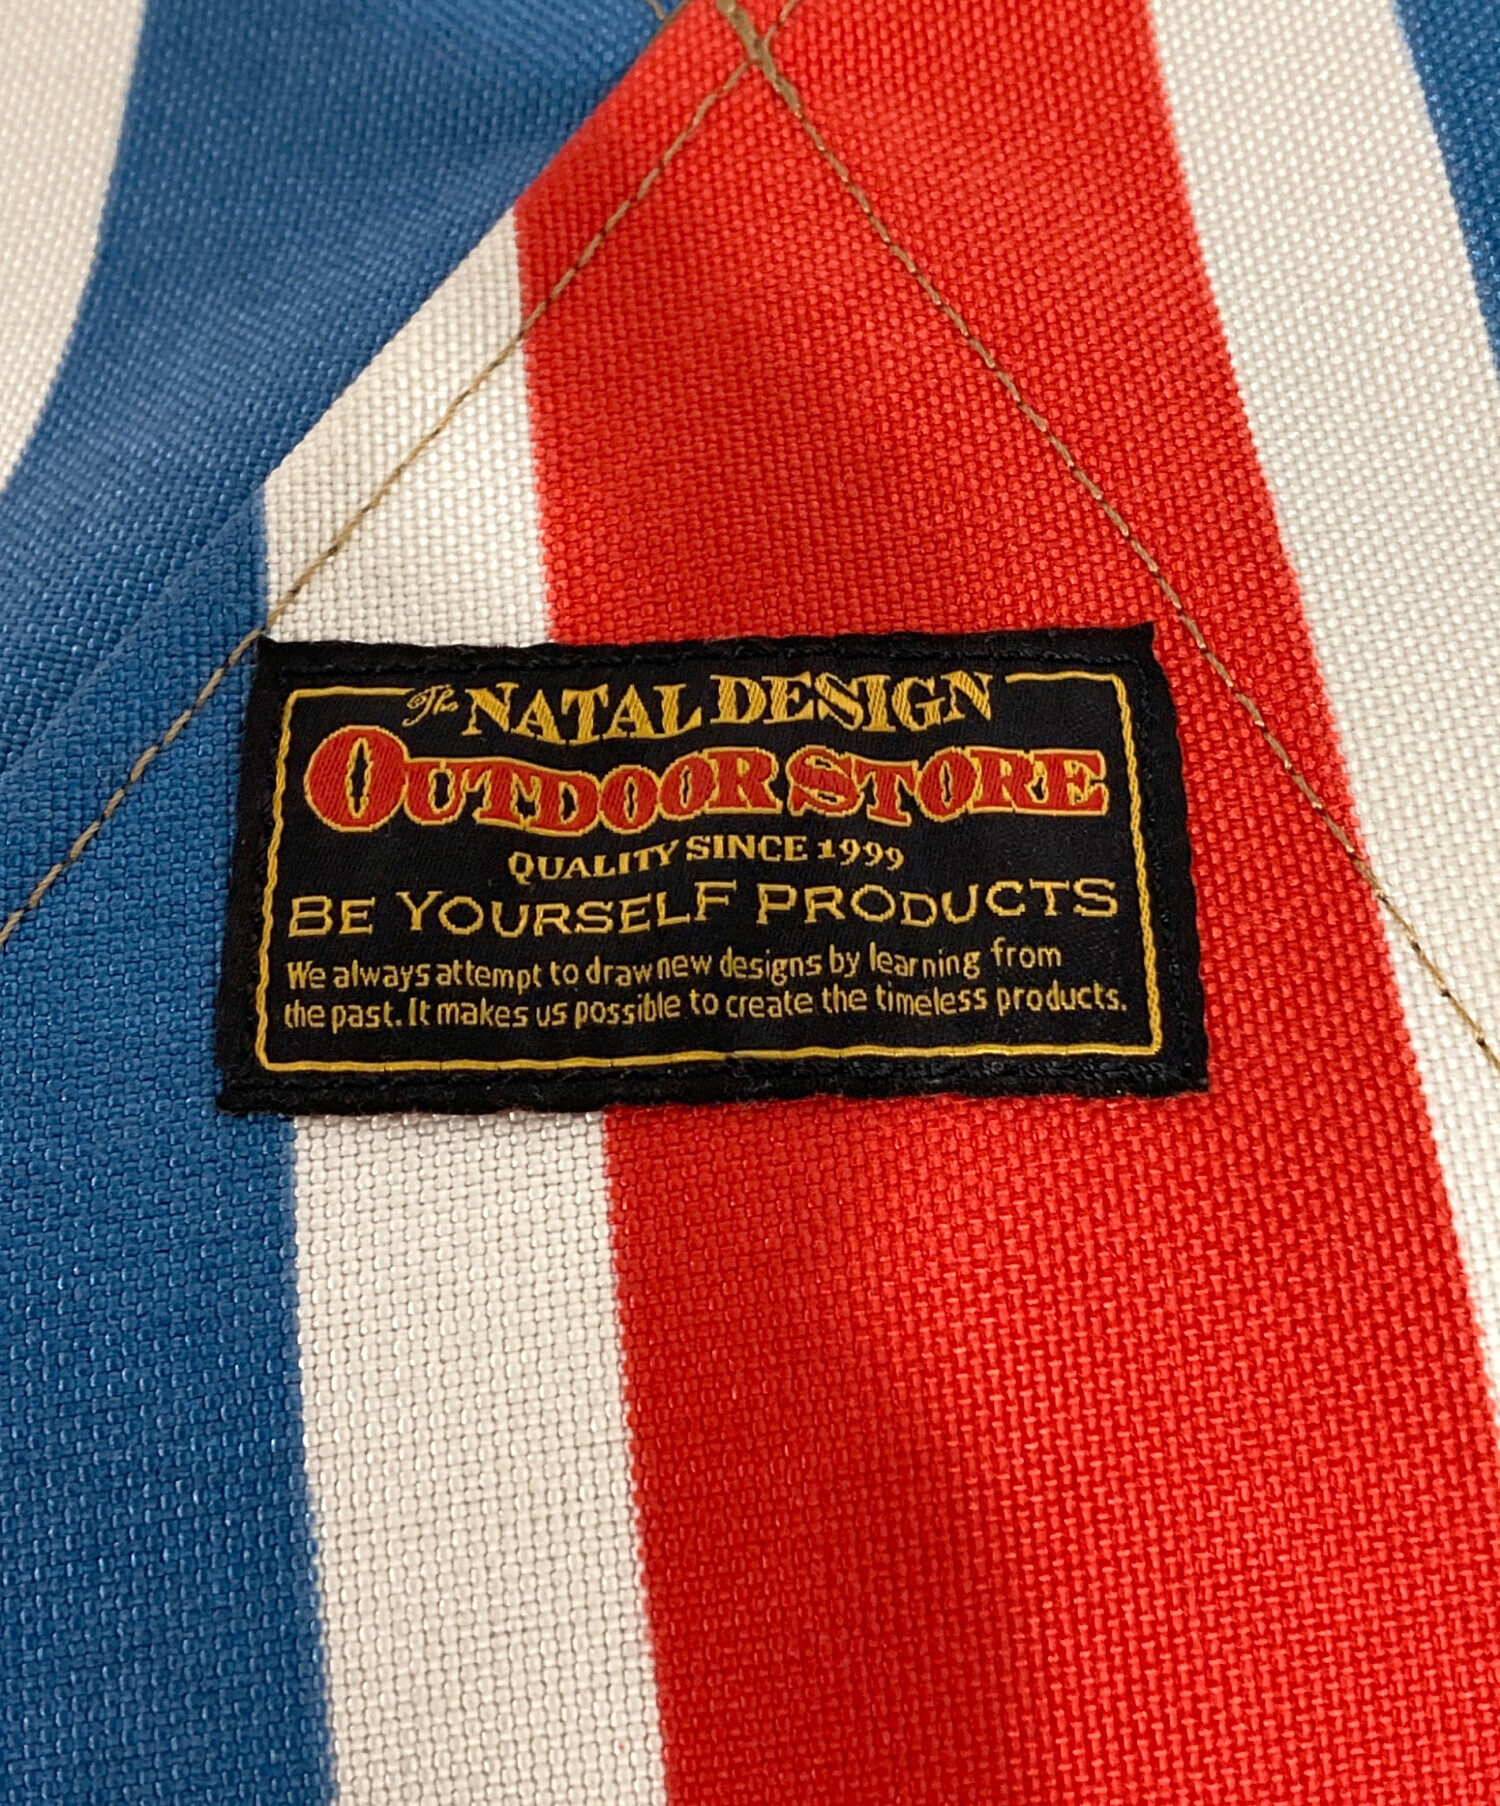 The NATAL DESIGN
OUTDOOR STORE
QUALITY SINCE 1999
BE YOURSELF PRODUCTS
We always attempt to draw new designs by learning from
the past. It makes us possible to create the timeless products.